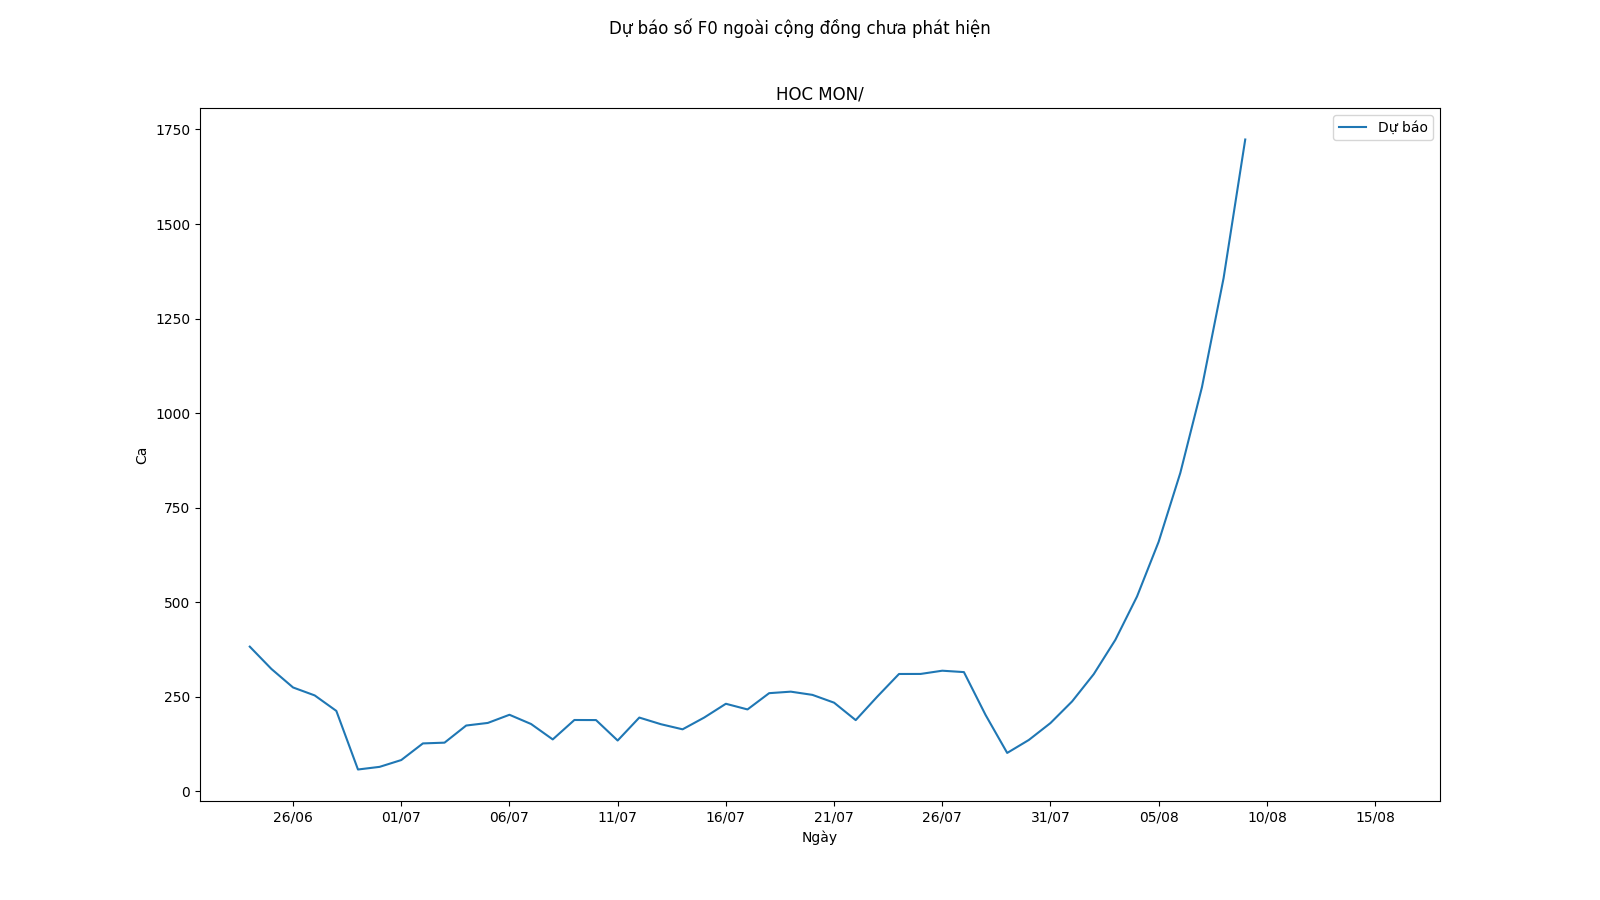 Dự báo số F0 ngoài cộng đồng chưa phát hiện
HOC MON/
Dự báo
1750
1500
1250
1000
750
500
250
0
Ca
26/06 01/07 06/07 11/07 16/07 21/07 26/07 31/07 05/08 10/08 15/08
Ngày